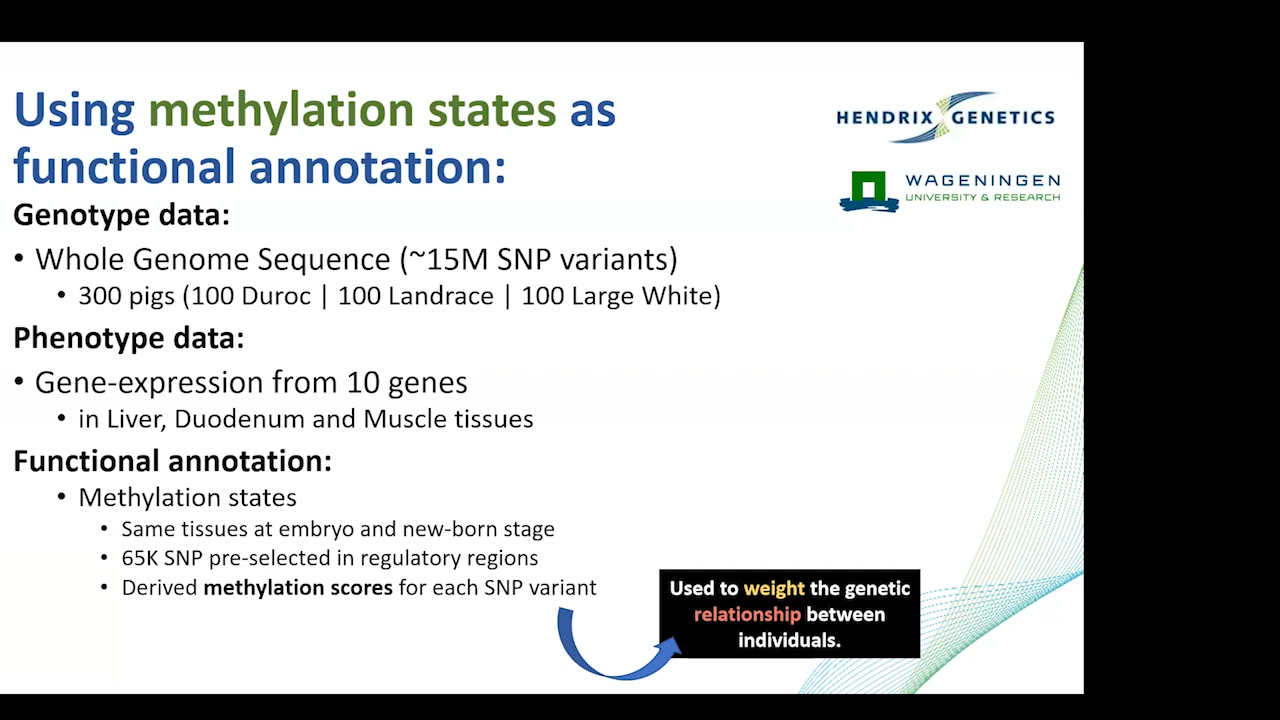 Using methylation states as
functional annotation:
HENDRIX GENETICS
WAGENINGEN
UNIVERSITY & RESEARCH
Genotype data:
• Whole Genome Sequence (~15M SNP variants)
• 300 pigs (100 Duroc | 100 Landrace | 100 Large White)
Phenotype data:
• Gene-expression from 10 genes
• in Liver, Duodenum and Muscle tissues
Functional annotation:
• Methylation states
• Same tissues at embryo and new-born stage
• 65K SNP pre-selected in regulatory regions
• Derived methylation scores for each SNP variant
Used to weight the genetic
relationship between
individuals.